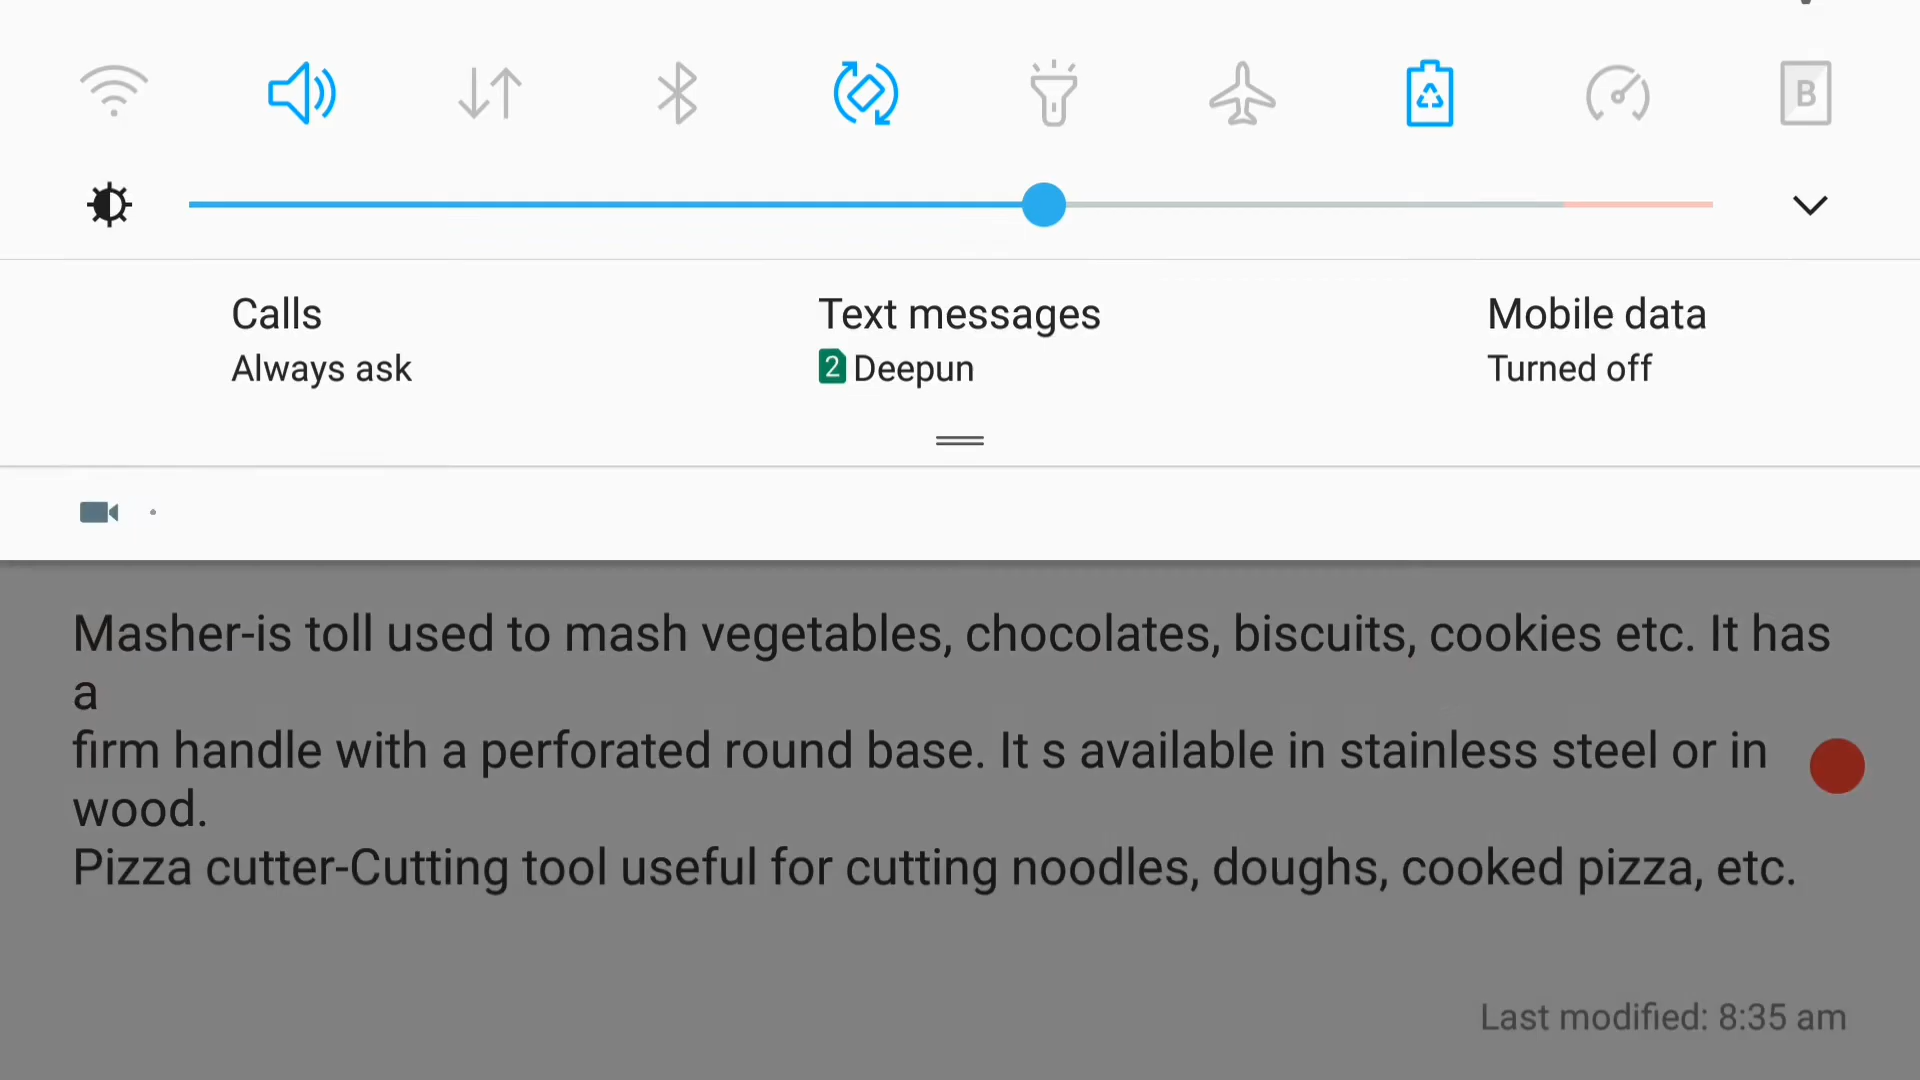 B
Calls
Always ask
Text messages
2 Deepun
Mobile data
Turned off
Masher-is toll used to mash vegetables, chocolates, biscuits, cookies etc. It has
a
firm handle with a perforated round base. It s available in stainless steel or in
wood.
Pizza cutter-Cutting tool useful for cutting noodles, doughs, cooked pizza, etc.
Last modified: 8:35 am